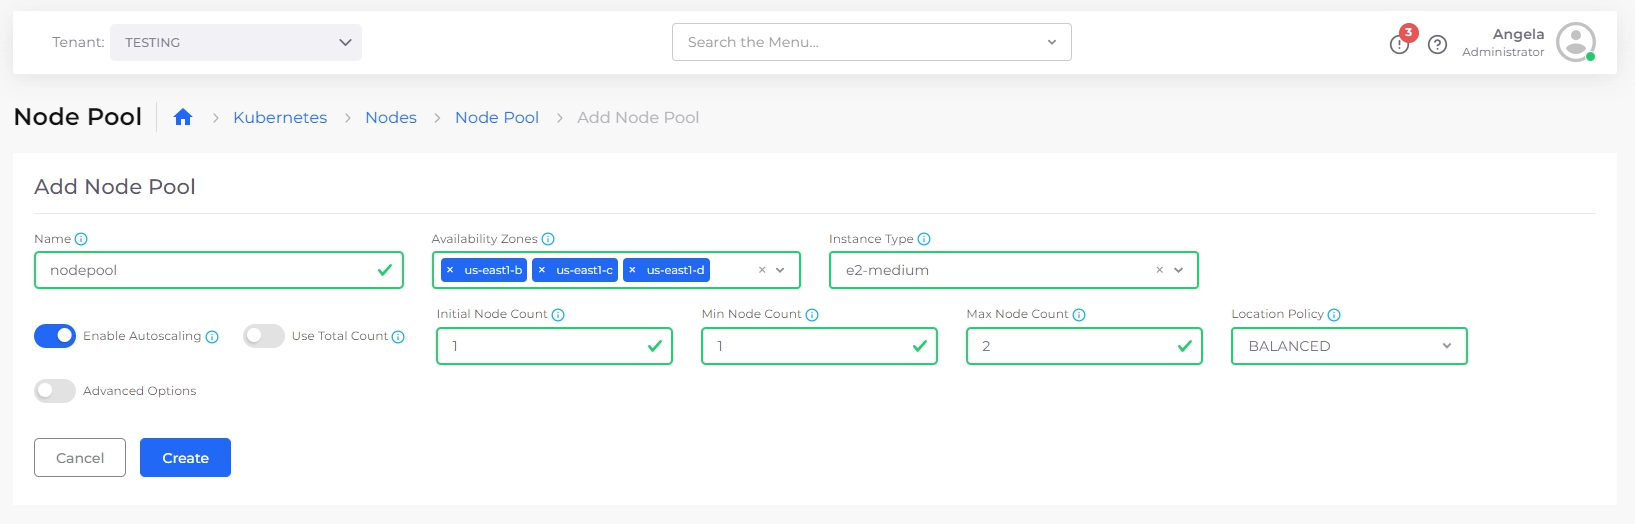 Tenant: TESTING Search the Menu... 3 Angela
Administrator
Node Pool Kubernetes Nodes Node Pool Add Node Pool
Add Node Pool
Name Availability Zones Instance Type
nodepool × us-east1-b × us-east1-c × us-east1-d × e2-medium ×
Initial Node Count Min Node Count Max Node Count Location Policy
Enable Autoscaling Use Total Count 1 1 2 BALANCED
Advanced Options
Cancel Create